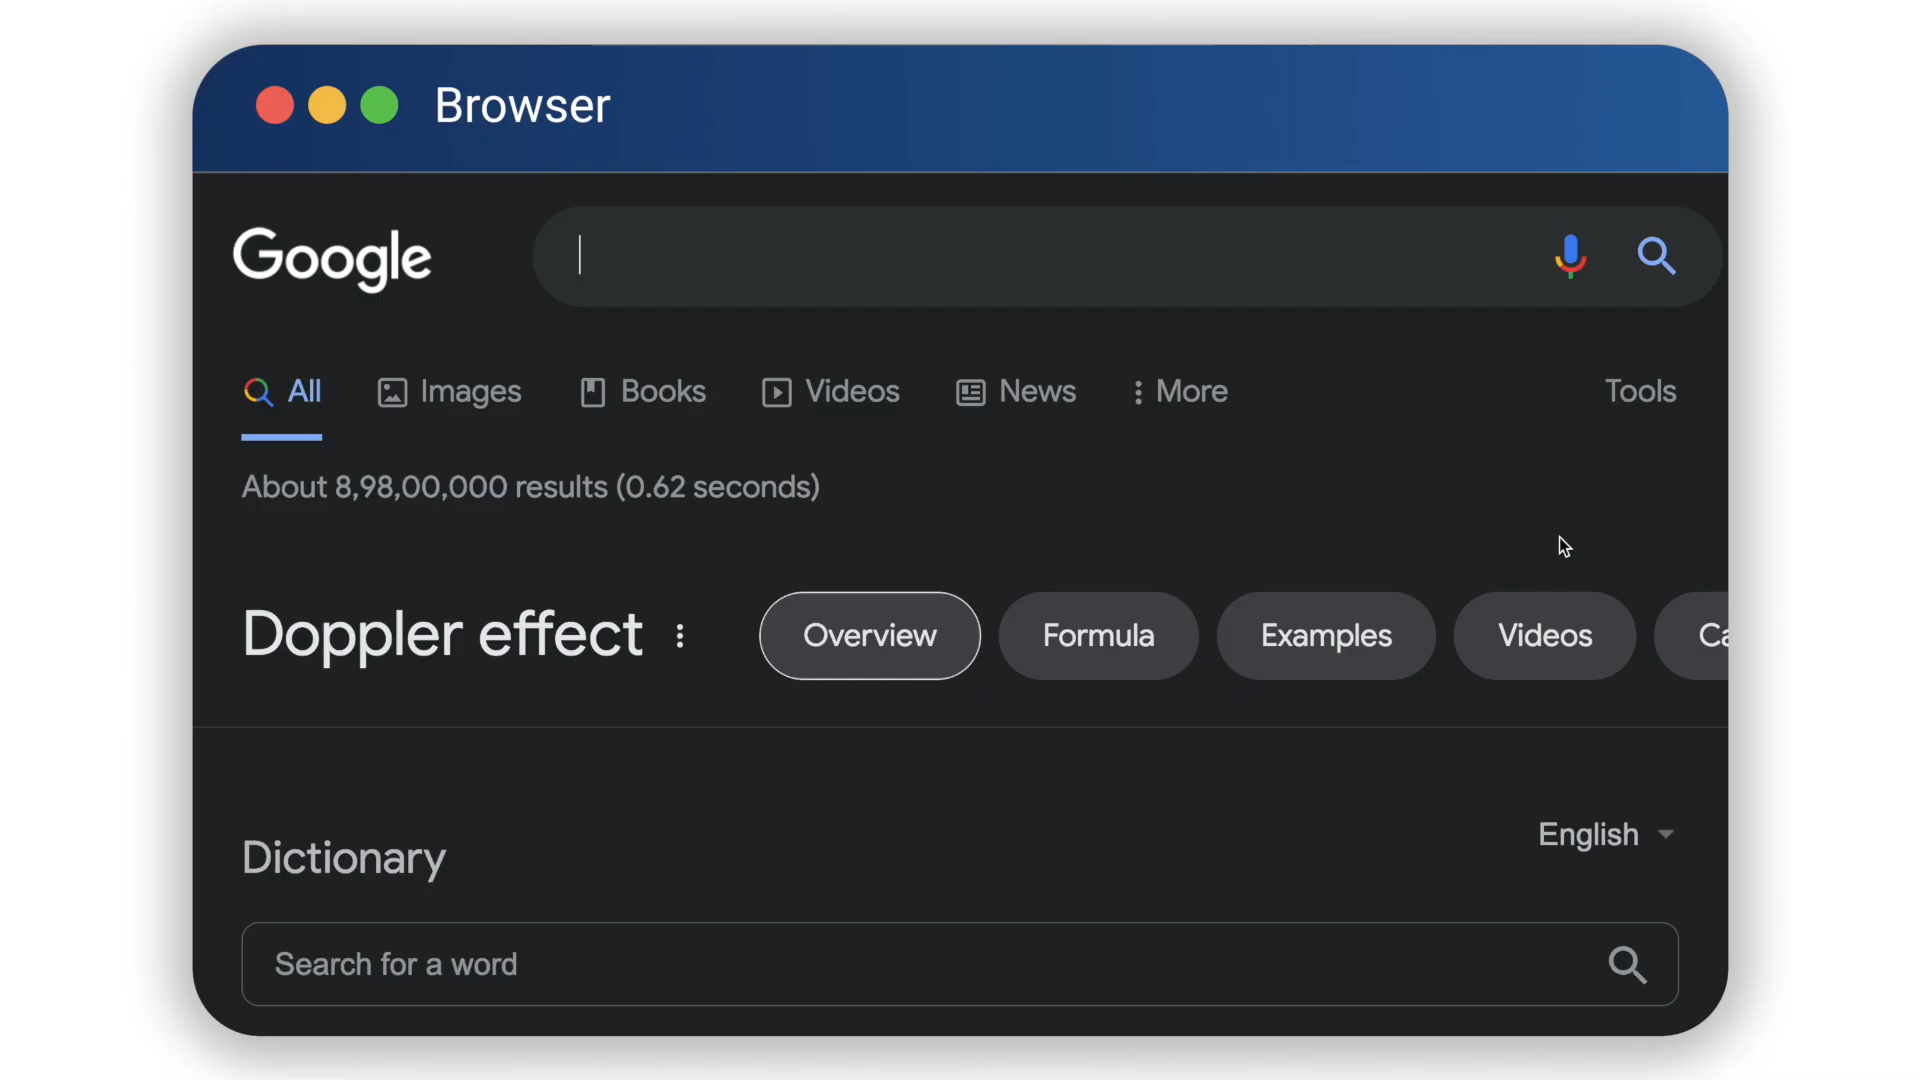 Browser
Google
All Images Books Videos News More Tools
About 8,98,00,000 results (0.62 seconds)
Doppler effect Overview Formula Examples Videos Ca
English
Dictionary
Search for a word